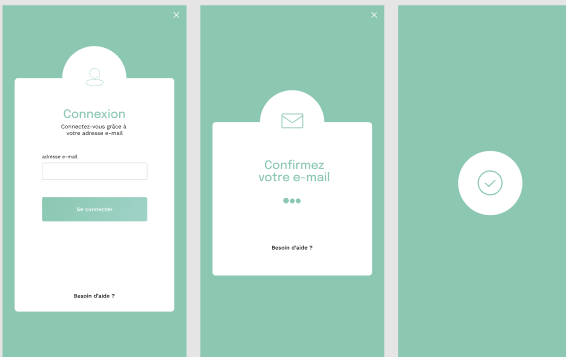 Connexion
Connectez-vous grâce à
votre adresse e-mail
adresse e-mail
Se connecter
Besoin d'aide ?
Confirmez
votre e-mail
Besoin d'aide ?